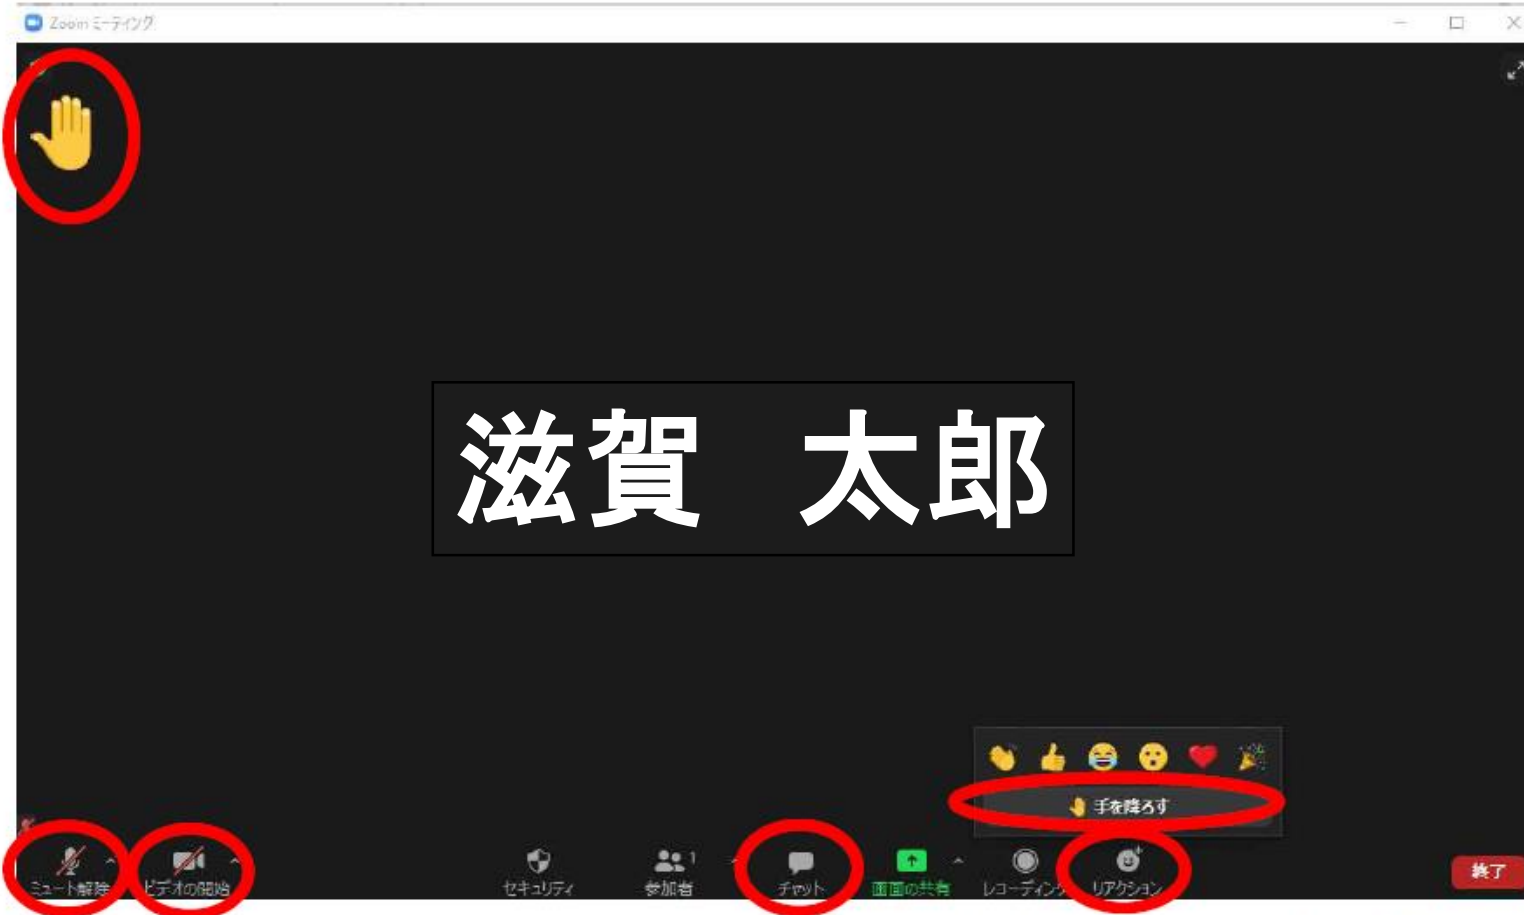 Zoom ミーティング
滋賀　太郎
手を降ろす
ミュート解除
ビデオの開始
セキュリティ
参加者
1
チャット
画面の共有
レコーディング
リアクション
終了